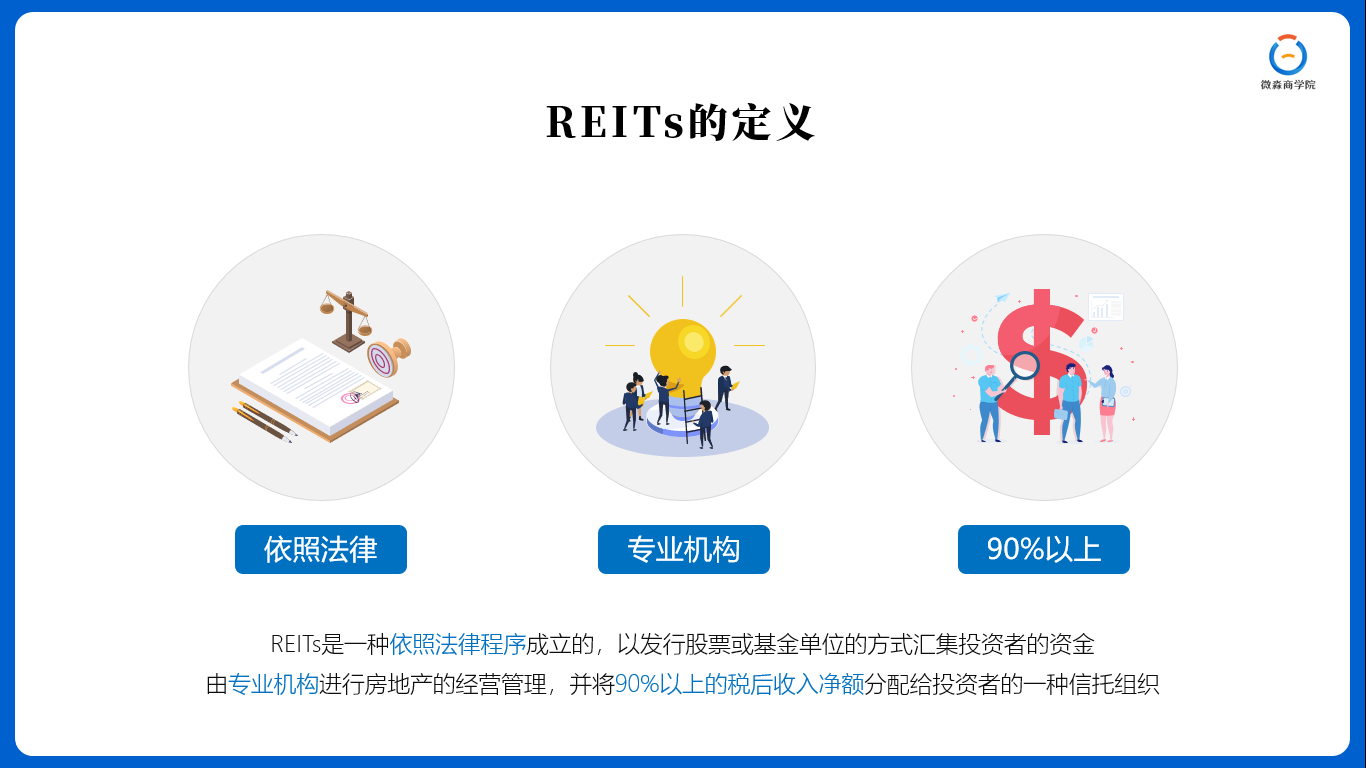 微淼商学院
REITs的定义
依照法律
专业机构
90%以上
REITs是一种依照法律程序成立的，以发行股票或基金单位的方式汇集投资者的资金
由专业机构进行房地产的经营管理，并将90%以上的税后收入净额分配给投资者的一种信托组织